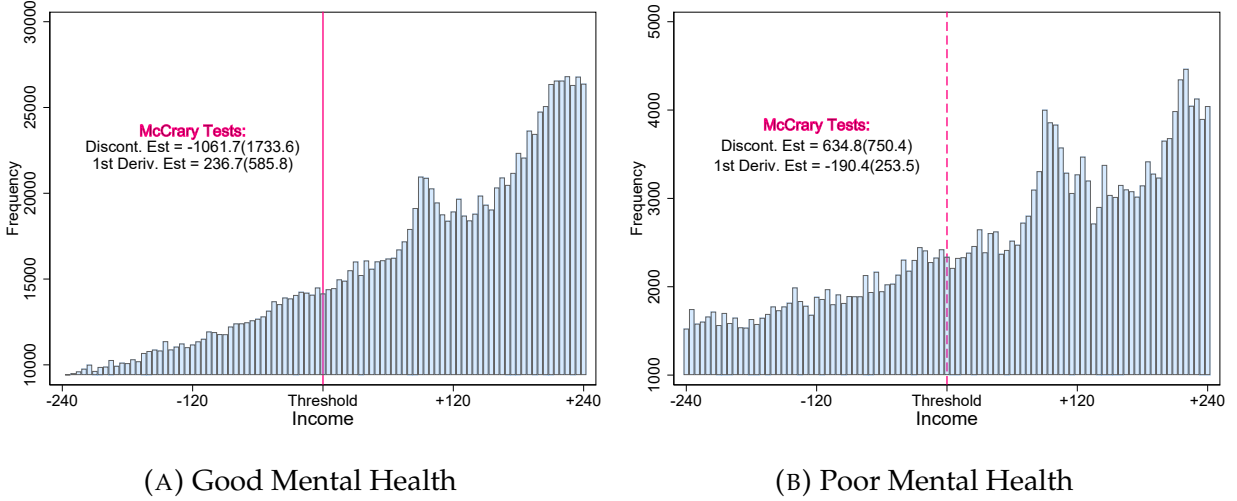 30000
25000
20000
15000
10000
Frequency
McCrary Tests:
Discont. Est = -1061.7(1733.6)
1st Deriv. Est = 236.7(585.8)
-240
-120
Threshold
+120
+240
Income
(A) Good Mental Health
5000
4000
3000
2000
1000
Frequency
McCrary Tests:
Discont. Est = 634.8(750.4)
1st Deriv. Est = -190.4(253.5)
-240
-120
Threshold
+120
+240
Income
(B) Poor Mental Health